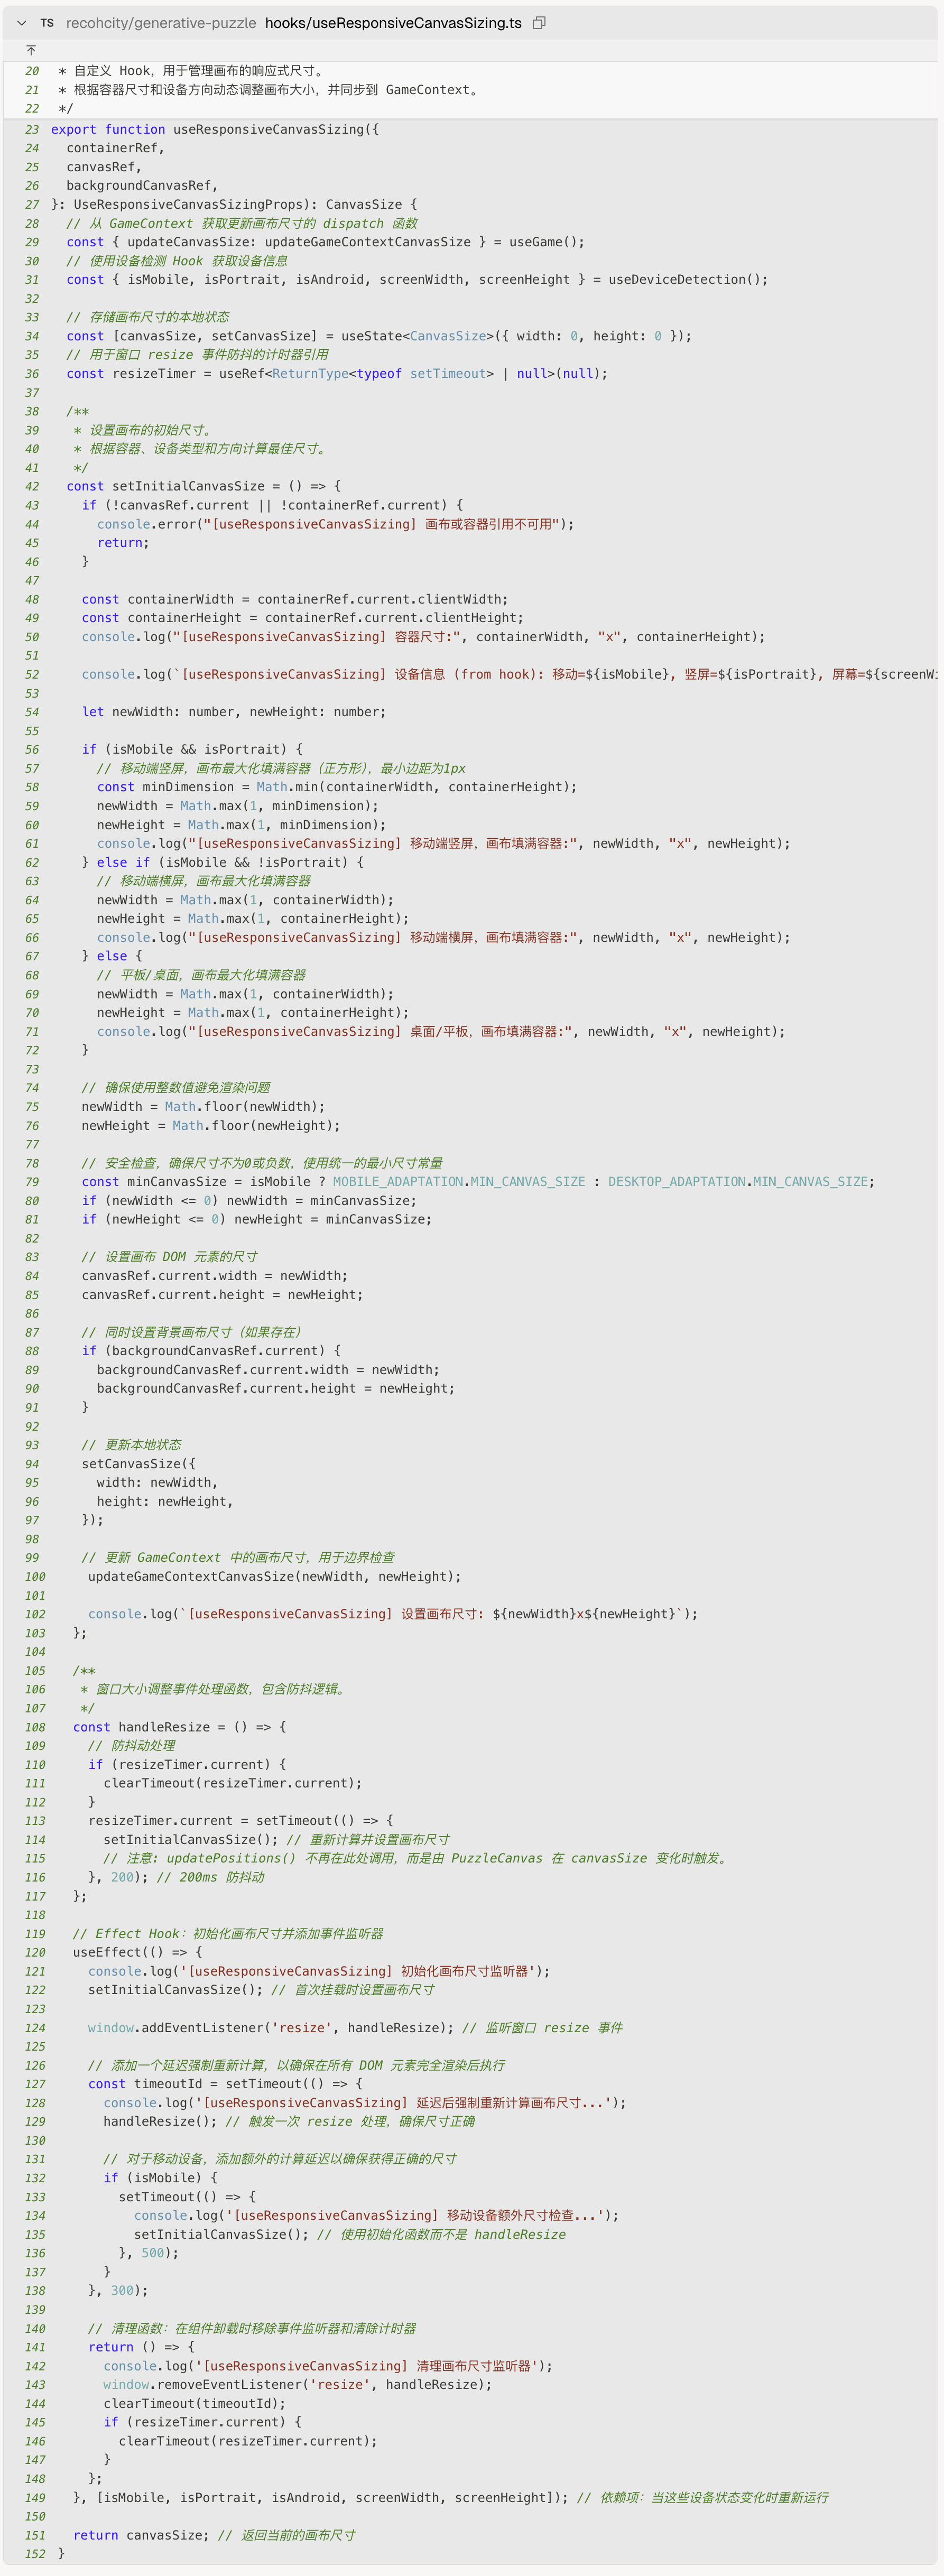 TS recohcity/generative-puzzle hooks/useResponsiveCanvasSizing.ts
20 * 自定义 Hook，用于管理画布的响应式尺寸。
21 * 根据容器尺寸和设备方向动态调整画布大小，并同步到 GameContext。
22 */
23 export function useResponsiveCanvasSizing({
24 containerRef,
25 canvasRef,
26 backgroundCanvasRef,
27 }: UseResponsiveCanvasSizingProps): CanvasSize {
28 // 从 GameContext 获取更新画布尺寸的 dispatch 函数
29 const { updateCanvasSize: updateGameContextCanvasSize } = useGame();
30 // 使用设备检测 Hook 获取设备信息
31 const { isMobile, isPortrait, isAndroid, screenWidth, screenHeight } = useDeviceDetection();
32
33 // 存储画布尺寸的本地状态
34 const [canvasSize, setCanvasSize] = useState<CanvasSize>({ width: 0, height: 0 });
35 // 用于窗口 resize 事件防抖的计时器引用
36 const resizeTimer = useRef<ReturnType<typeof setTimeout> | null>(null);
37
38 /**
39 * 设置画布的初始尺寸。
40 * 根据容器、设备类型和方向计算最佳尺寸。
41 */
42 const setInitialCanvasSize = () => {
43 if (!canvasRef.current || !containerRef.current) {
44 console.error("[useResponsiveCanvasSizing] 画布或容器引用不可用");
45 return;
46 }
47
48 const containerWidth = containerRef.current.clientWidth;
49 const containerHeight = containerRef.current.clientHeight;
50 console.log("[useResponsiveCanvasSizing] 容器尺寸:", containerWidth, "x", containerHeight);
51
52 console.log(`[useResponsiveCanvasSizing] 设备信息 (from hook): 移动=${isMobile}, 竖屏=${isPortrait}, 屏幕=${screenWi
53
54 let newWidth: number, newHeight: number;
55
56 if (isMobile && isPortrait) {
57 // 移动端竖屏，画布最大化填满容器（正方形），最小边距为1px
58 const minDimension = Math.min(containerWidth, containerHeight);
59 newWidth = Math.max(1, minDimension);
60 newHeight = Math.max(1, minDimension);
61 console.log("[useResponsiveCanvasSizing] 移动端竖屏，画布填满容器:", newWidth, "x", newHeight);
62 } else if (isMobile && !isPortrait) {
63 // 移动端横屏，画布最大化填满容器
64 newWidth = Math.max(1, containerWidth);
65 newHeight = Math.max(1, containerHeight);
66 console.log("[useResponsiveCanvasSizing] 移动端横屏，画布填满容器:", newWidth, "x", newHeight);
67 } else {
68 // 平板/桌面，画布最大化填满容器
69 newWidth = Math.max(1, containerWidth);
70 newHeight = Math.max(1, containerHeight);
71 console.log("[useResponsiveCanvasSizing] 桌面/平板，画布填满容器:", newWidth, "x", newHeight);
72 }
73
74 // 确保使用整数值避免渲染问题
75 newWidth = Math.floor(newWidth);
76 newHeight = Math.floor(newHeight);
77
78 // 安全检查，确保尺寸不为0或负数，使用统一的最小尺寸常量
79 const minCanvasSize = isMobile ? MOBILE_ADAPTATION.MIN_CANVAS_SIZE : DESKTOP_ADAPTATION.MIN_CANVAS_SIZE;
80 if (newWidth <= 0) newWidth = minCanvasSize;
81 if (newHeight <= 0) newHeight = minCanvasSize;
82
83 // 设置画布 DOM 元素的尺寸
84 canvasRef.current.width = newWidth;
85 canvasRef.current.height = newHeight;
86
87 // 同时设置背景画布尺寸（如果存在）
88 if (backgroundCanvasRef.current) {
89 backgroundCanvasRef.current.width = newWidth;
90 backgroundCanvasRef.current.height = newHeight;
91 }
92
93 // 更新本地状态
94 setCanvasSize({
95 width: newWidth,
96 height: newHeight,
97 });
98
99 // 更新 GameContext 中的画布尺寸，用于边界检查
100 updateGameContextCanvasSize(newWidth, newHeight);
101
102 console.log(`[useResponsiveCanvasSizing] 设置画布尺寸: ${newWidth}x${newHeight}`);
103 };
104
105 /**
106 * 窗口大小调整事件处理函数，包含防抖逻辑。
107 */
108 const handleResize = () => {
109 // 防抖动处理
110 if (resizeTimer.current) {
111 clearTimeout(resizeTimer.current);
112 }
113 resizeTimer.current = setTimeout(() => {
114 setInitialCanvasSize(); // 重新计算并设置画布尺寸
115 // 注意: updatePositions() 不再在此处调用，而是由 PuzzleCanvas 在 canvasSize 变化时触发。
116 }, 200); // 200ms 防抖动
117 };
118
119 // Effect Hook：初始化画布尺寸并添加事件监听器
120 useEffect(() => {
121 console.log('[useResponsiveCanvasSizing] 初始化画布尺寸监听器');
122 setInitialCanvasSize(); // 首次挂载时设置画布尺寸
123
124 window.addEventListener('resize', handleResize); // 监听窗口 resize 事件
125
126 // 添加一个延迟强制重新计算，以确保在所有 DOM 元素完全渲染后执行
127 const timeoutId = setTimeout(() => {
128 console.log('[useResponsiveCanvasSizing] 延迟后强制重新计算画布尺寸...');
129 handleResize(); // 触发一次 resize 处理，确保尺寸正确
130
131 // 对于移动设备，添加额外的计算延迟以确保获得正确的尺寸
132 if (isMobile) {
133 setTimeout(() => {
134 console.log('[useResponsiveCanvasSizing] 移动设备额外尺寸检查...');
135 setInitialCanvasSize(); // 使用初始化函数而不是 handleResize
136 }, 500);
137 }
138 }, 300);
139
140 // 清理函数：在组件卸载时移除事件监听器和清除计时器
141 return () => {
142 console.log('[useResponsiveCanvasSizing] 清理画布尺寸监听器');
143 window.removeEventListener('resize', handleResize);
144 clearTimeout(timeoutId);
145 if (resizeTimer.current) {
146 clearTimeout(resizeTimer.current);
147 }
148 };
149 }, [isMobile, isPortrait, isAndroid, screenWidth, screenHeight]); // 依赖项：当这些设备状态变化时重新运行
150
151 return canvasSize; // 返回当前的画布尺寸
152 }